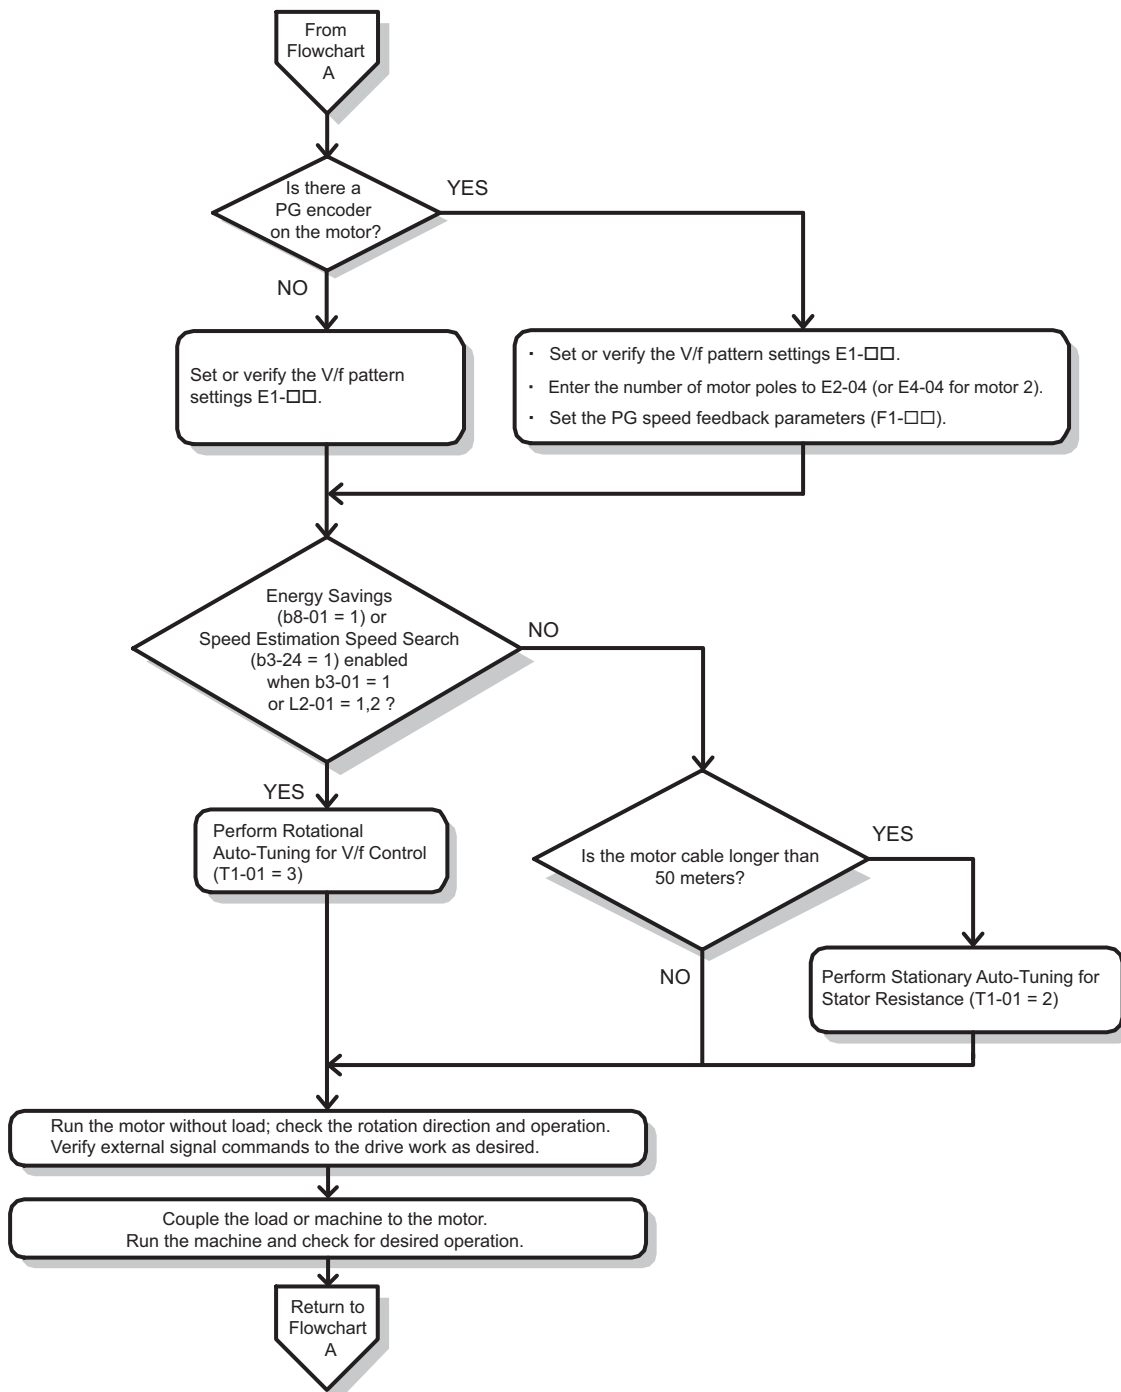 From
Flowchart
A
Is there a
PG encoder
on the motor?
YES
NO
Set or verify the V/f pattern
settings E1-□□.
· Set or verify the V/f pattern settings E1-□□.
· Enter the number of motor poles to E2-04 (or E4-04 for motor 2).
· Set the PG speed feedback parameters (F1-□□).
Energy Savings
(b8-01 = 1) or
Speed Estimation Speed Search
(b3-24 = 1) enabled
when b3-01 = 1
or L2-01 = 1,2 ?
NO
YES
Perform Rotational
Auto-Tuning for V/f Control
(T1-01 = 3)
Is the motor cable longer than
50 meters?
YES
NO
Perform Stationary Auto-Tuning for
Stator Resistance (T1-01 = 2)
Run the motor without load; check the rotation direction and operation.
Verify external signal commands to the drive work as desired.
Couple the load or machine to the motor.
Run the machine and check for desired operation.
Return to
Flowchart
A